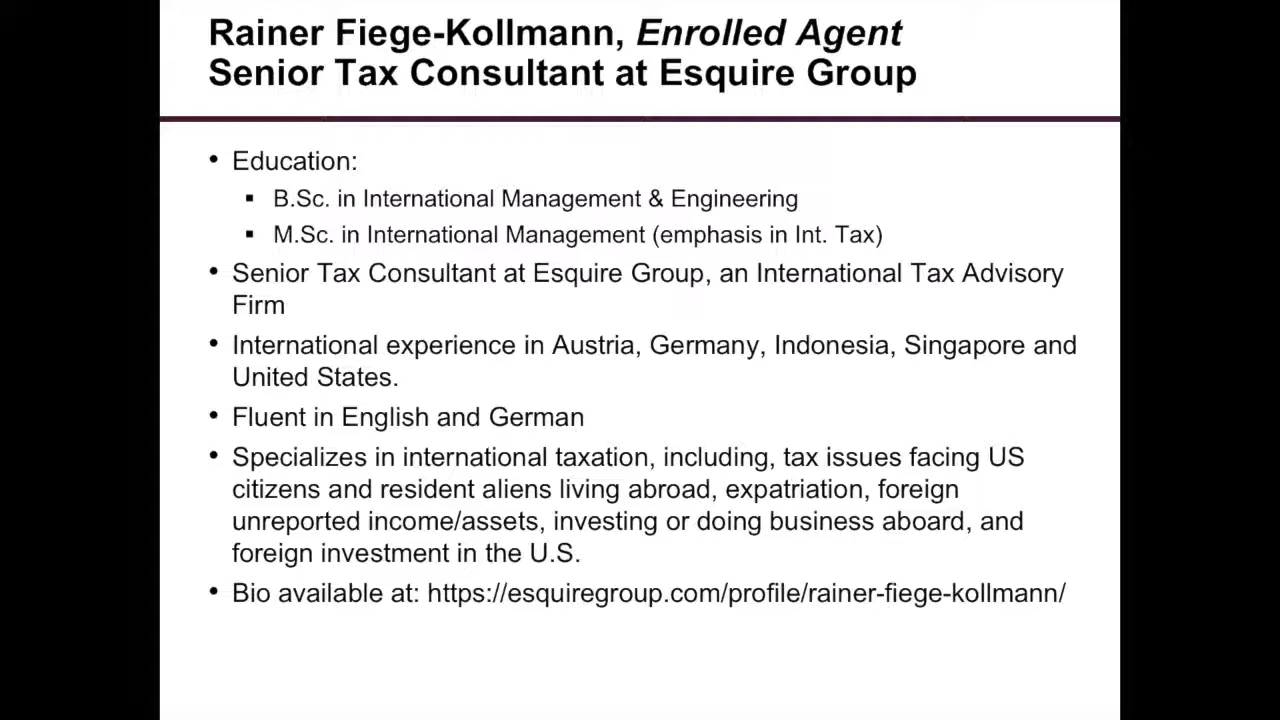 Rainer Fiege-Kollmann, Enrolled Agent
Senior Tax Consultant at Esquire Group
• Education:
▪ B.Sc. in International Management & Engineering
▪ M.Sc. in International Management (emphasis in Int. Tax)
• Senior Tax Consultant at Esquire Group, an International Tax Advisory
Firm
• International experience in Austria, Germany, Indonesia, Singapore and
United States.
• Fluent in English and German
• Specializes in international taxation, including, tax issues facing US
citizens and resident aliens living abroad, expatriation, foreign
unreported income/assets, investing or doing business aboard, and
foreign investment in the U.S.
• Bio available at: https://esquiregroup.com/profile/rainer-fiege-kollmann/